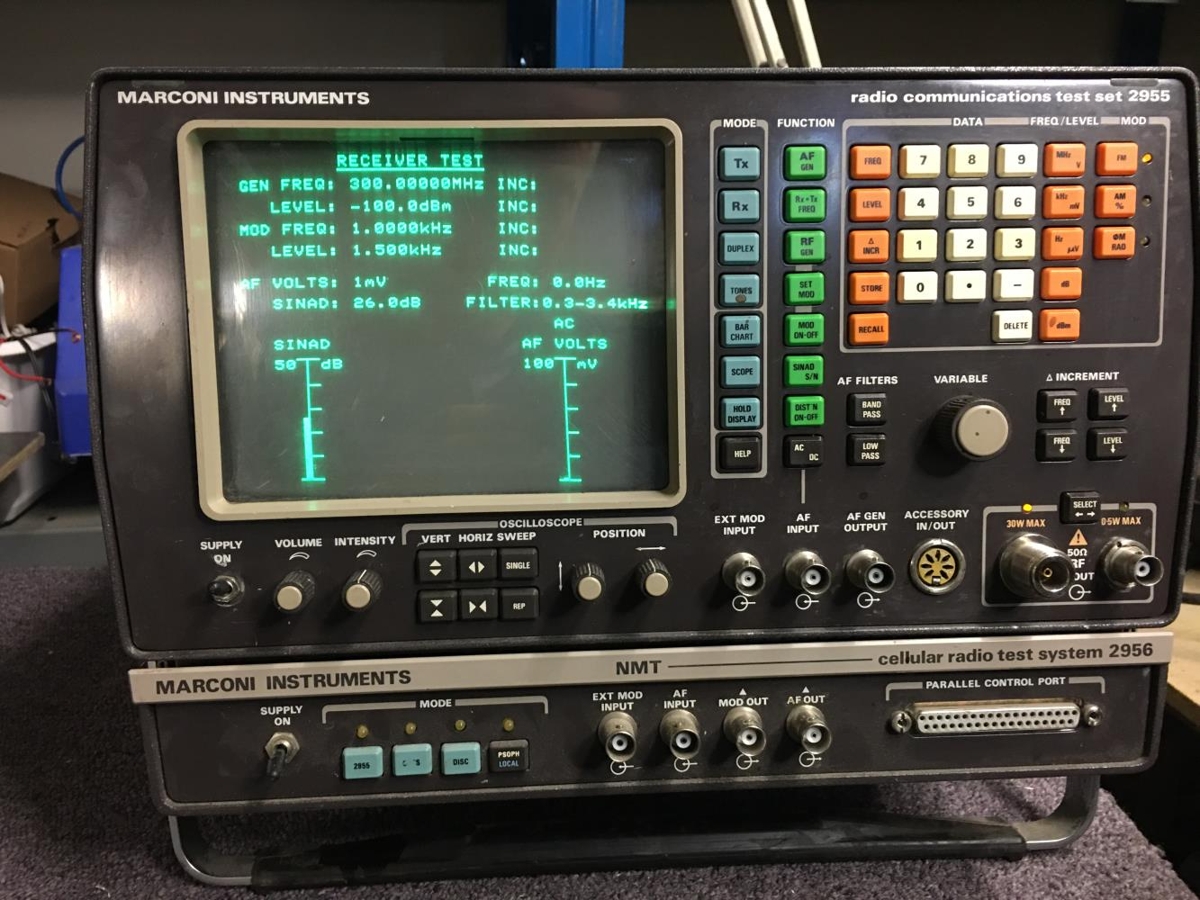 MARCONI INSTRUMENTS
radio communications test set 2955
RECEIVER TEST
GEN FREQ: 300.00000MHz INC:
LEVEL: -100.0dBm INC:
MOD FREQ: 1.0000kHz INC:
LEVEL: 1.500kHz INC:
AF VOLTS: 1mV FREQ: 0.0Hz
SINAD: 26.0dB FILTER:0.3-3.4kHz
AC
SINAD AF VOLTS
50 dB 100 mV
MODE
Tx
Rx
DUPLEX
TONES
BAR CHART
SCOPE
HOLD DISPLAY
HELP
FUNCTION
AF GEN
Rx=Tx FREQ
RF GEN
SET MOD
MOD ON-OFF
SINAD S/N
DIST'N ON-OFF
AC DC
DATA FREQ/LEVEL MOD
FREQ 7 8 9 MHz V FM
LEVEL 4 5 6 kHz mV AM %
Δ INCR 1 2 3 Hz µV ΦM RAD
STORE 0 • − dB
RECALL DELETE dBm
AF FILTERS
BAND PASS
LOW PASS
VARIABLE
Δ INCREMENT
FREQ ↑ LEVEL ↑
FREQ ↓ LEVEL ↓
SUPPLY ON
VOLUME
INTENSITY
OSCILLOSCOPE
VERT HORIZ SWEEP POSITION
SINGLE
REP
EXT MOD INPUT
AF INPUT
AF GEN OUTPUT
ACCESSORY IN/OUT
SELECT
30W MAX
0·5W MAX
50Ω
RF
OUT
MARCONI INSTRUMENTS
NMT
cellular radio test system 2956
SUPPLY ON
MODE
2955
DISC
PSOPH LOCAL
EXT MOD INPUT
AF INPUT
MOD OUT
AF OUT
PARALLEL CONTROL PORT